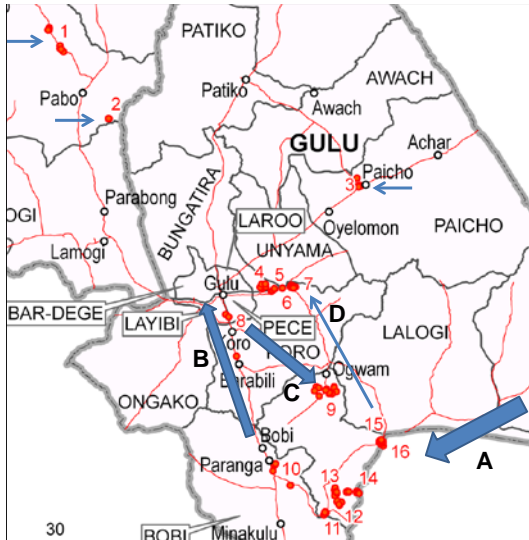 PATIKO
1
AWACH
Pabo
Patiko
Awach
2
GULU
Achar
3
Paicho
Parabong
Oyelomon
OGI
BUNGATIRA
LAROO
PAICHO
Lamogi
UNYAMA
4
5
7
Gulu
6
BAR-DEGE
PECE
D
LALOGI
LAYIBI
8
Koro
KORO
B
C
Ogwam
Barabili
ONGAKO
9
15
Bobi
16
A
Paranga
10
13
14
12
11
30
BOBI
Minakulu